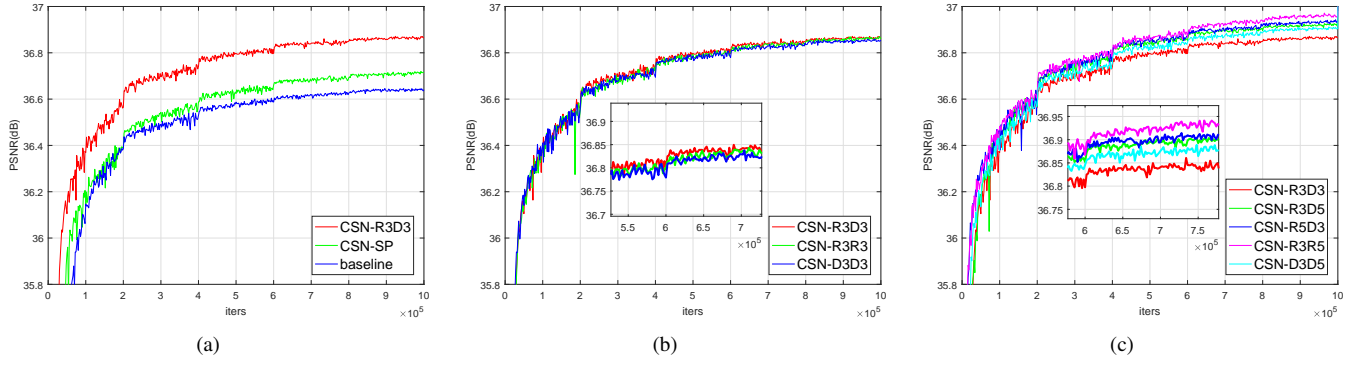 37
36.8
36.6
36.4
36.2
36
35.8
PSNR(dB)
0 1 2 3 4 5 6 7 8 9 10
iters
×10^5
CSN-R3D3
CSN-SP
baseline
(a)
37
36.8
36.6
36.4
36.2
36
35.8
PSNR(dB)
36.9
36.85
36.8
36.75
36.7
5.5 6 6.5 7
×10^5
CSN-R3D3
CSN-R3R3
CSN-D3D3
0 1 2 3 4 5 6 7 8 9 10
iters
×10^5
(b)
37
36.8
36.6
36.4
36.2
36
35.8
PSNR(dB)
36.95
36.9
36.85
36.8
36.75
6 6.5 7 7.5
×10^5
CSN-R3D3
CSN-R3D5
CSN-R5D3
CSN-R3R5
CSN-D3D5
0 1 2 3 4 5 6 7 8 9 10
iters
×10^5
(c)